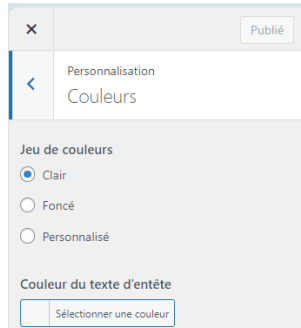 Publié
Personnalisation
Couleurs
Jeu de couleurs
Clair
Foncé
Personnalisé
Couleur du texte d’entête
Sélectionner une couleur